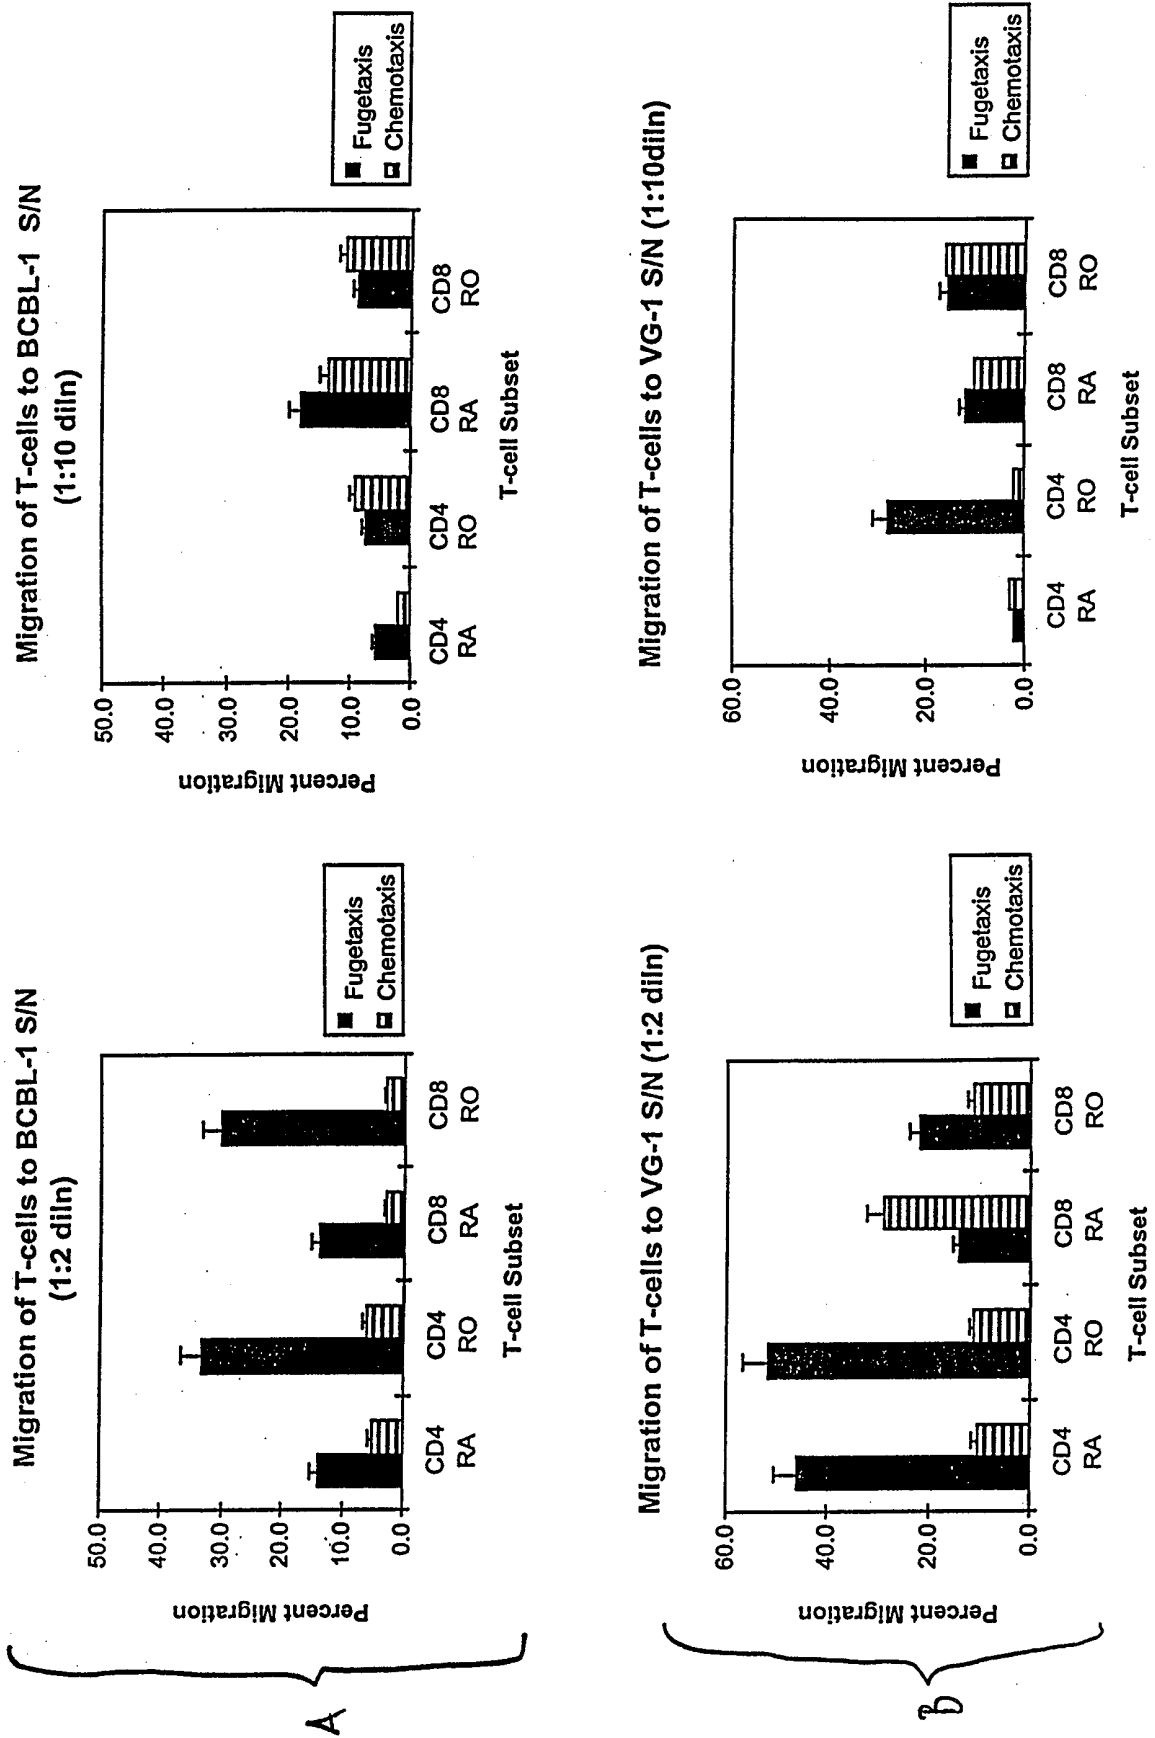 A
Migration of T-cells to BCBL-1 S/N
(1:2 diln)
Percent Migration
50.0
40.0
30.0
20.0
10.0
0.0
CD4 CD4 CD8 CD8
RA RO RA RO
T-cell Subset
Fugetaxis
Chemotaxis
Migration of T-cells to BCBL-1 S/N
(1:10 diln)
Percent Migration
50.0
40.0
30.0
20.0
10.0
0.0
CD4 CD4 CD8 CD8
RA RO RA RO
T-cell Subset
Fugetaxis
Chemotaxis
B
Migration of T-cells to VG-1 S/N (1:2 diln)
Percent Migration
60.0
40.0
20.0
0.0
CD4 CD4 CD8 CD8
RA RO RA RO
T-cell Subset
Fugetaxis
Chemotaxis
Migration of T-cells to VG-1 S/N (1:10diln)
Percent Migration
60.0
40.0
20.0
0.0
CD4 CD4 CD8 CD8
RA RO RA RO
T-cell Subset
Fugetaxis
Chemotaxis